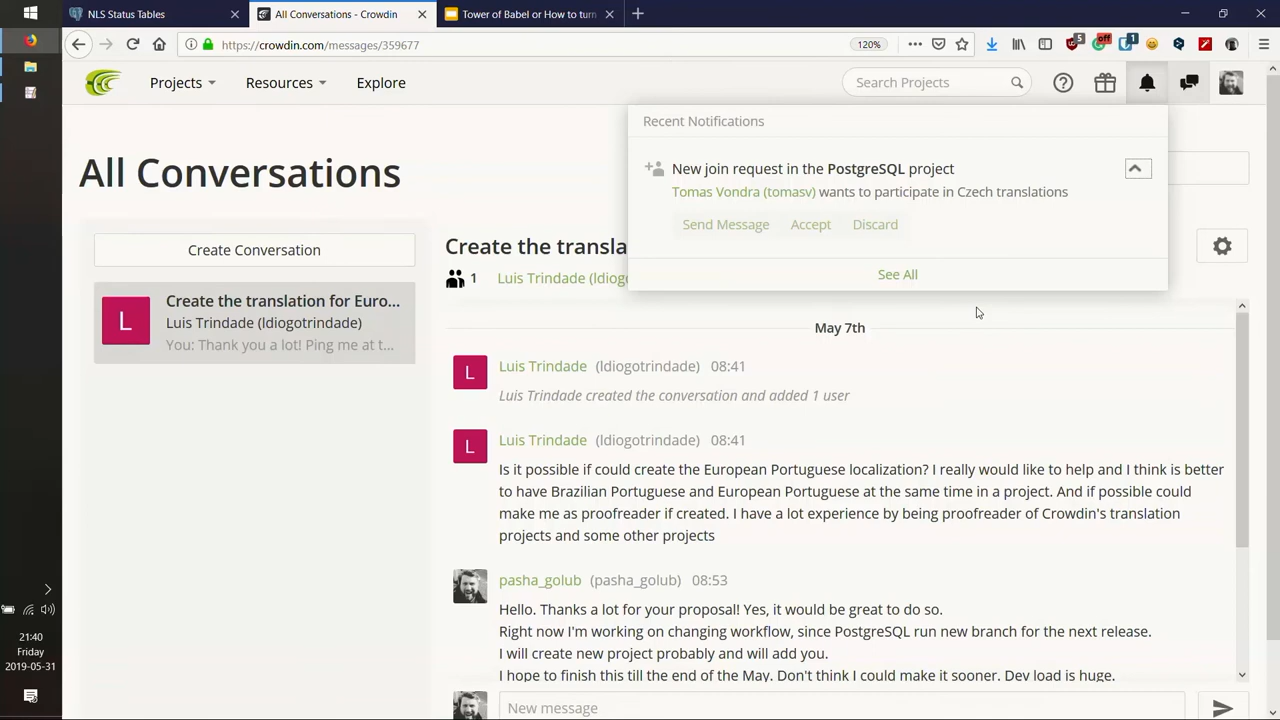 NLS Status Tables
All Conversations - Crowdin
Tower of Babel or How to turn
https://crowdin.com/messages/359677
120%
5
off
1
Projects
Resources
Explore
Search Projects
All Conversations
Recent Notifications
New join request in the PostgreSQL project
Tomas Vondra (tomasv) wants to participate in Czech translations
Send Message
Accept
Discard
See All
Create Conversation
L
Create the translation for Euro...
Luis Trindade (ldiogotrindade)
You: Thank you a lot! Ping me at t...
Create the transla
1
Luis Trindade (ldiog
May 7th
L
Luis Trindade (ldiogotrindade) 08:41
Luis Trindade created the conversation and added 1 user
L
Luis Trindade (ldiogotrindade) 08:41
Is it possible if could create the European Portuguese localization? I really would like to help and I think is better
to have Brazilian Portuguese and European Portuguese at the same time in a project. And if possible could
make me as proofreader if created. I have a lot experience by being proofreader of Crowdin's translation
projects and some other projects
pasha_golub (pasha_golub) 08:53
Hello. Thanks a lot for your proposal! Yes, it would be great to do so.
Right now I'm working on changing workflow, since PostgreSQL run new branch for the next release.
I will create new project probably and will add you.
I hope to finish this till the end of the May. Don't think I could make it sooner. Dev load is huge.
New message
21:40
Friday
2019-05-31